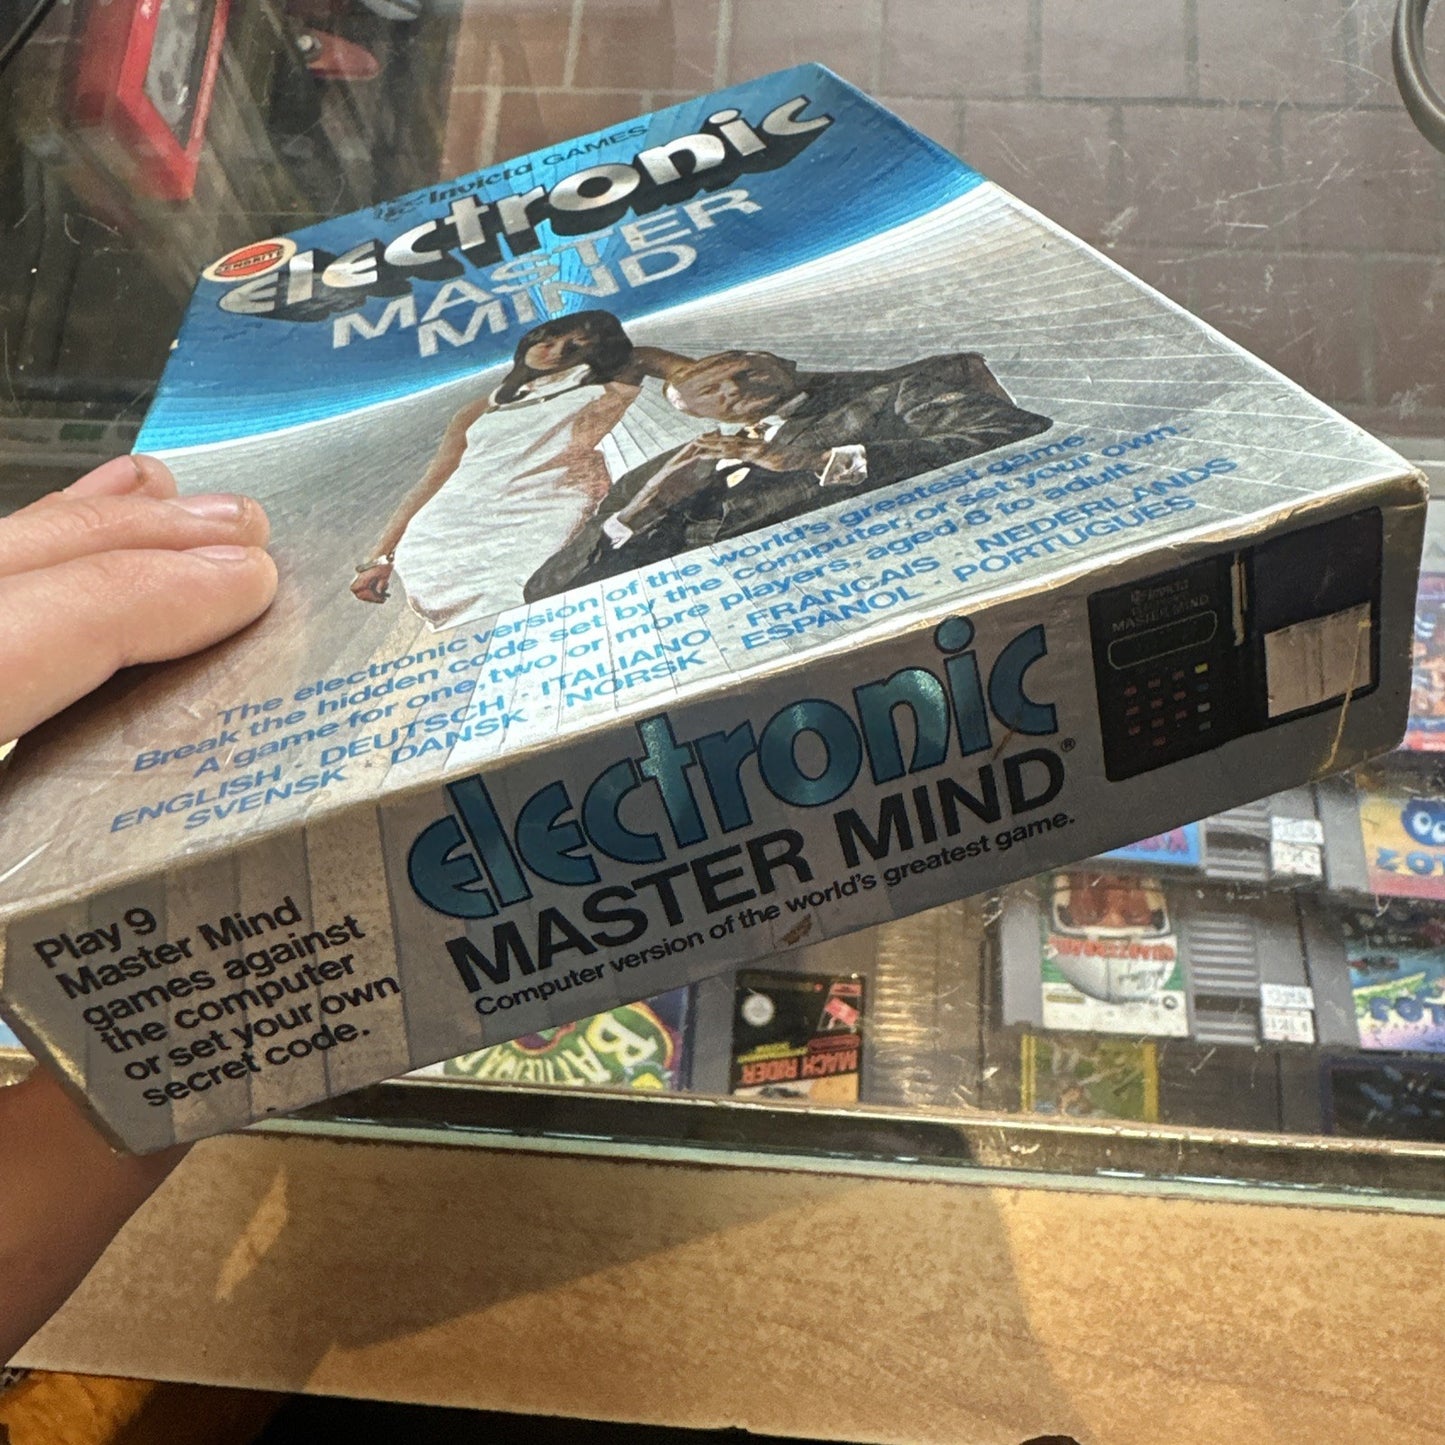 Invicta GAMES
Electronic
MASTER
MIND
The electronic version of the world's greatest game.
Break the hidden code set by the computer, or set your own.
A game for one, two or more players, aged 8 to adult.
ENGLISH · DEUTSCH · ITALIANO · FRANCAIS · NEDERLANDS
SVENSK · DANSK · NORSK · ESPANOL · PORTUGUES
Play 9
Master Mind
games against
the computer
or set your own
secret code.
Electronic
MASTER MIND®
Computer version of the world's greatest game.
Invicta
MASTER MIND
MACH RIDER